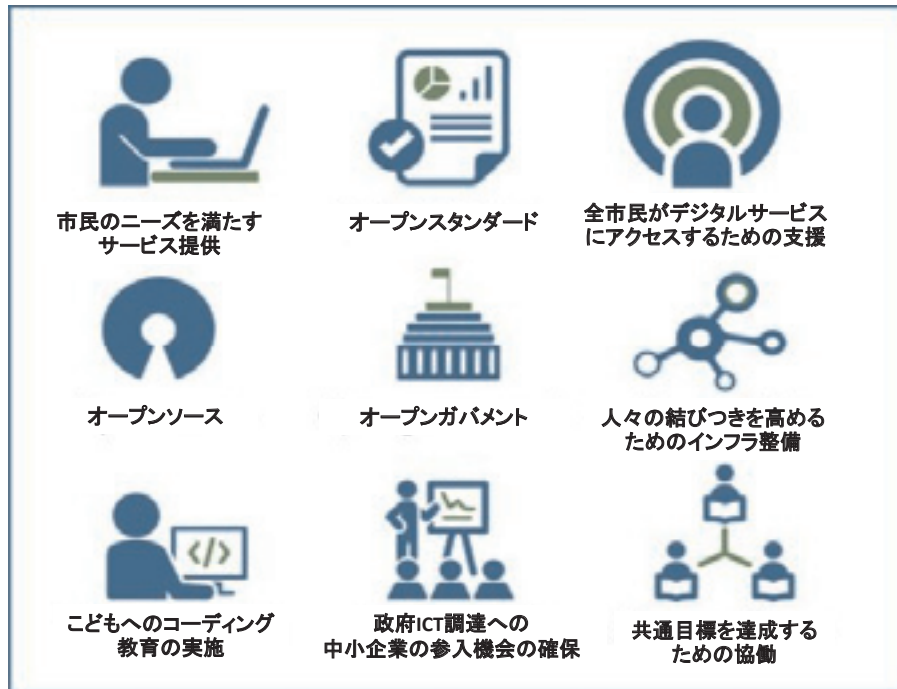 市民のニーズを満たす
サービス提供
オープンスタンダード
全市民がデジタルサービス
にアクセスするための支援
オープンソース
オープンガバメント
人々の結びつきを高める
ためのインフラ整備
</>
こどもへのコーディング
教育の実施
政府ICT調達への
中小企業の参入機会の確保
共通目標を達成する
ための協働